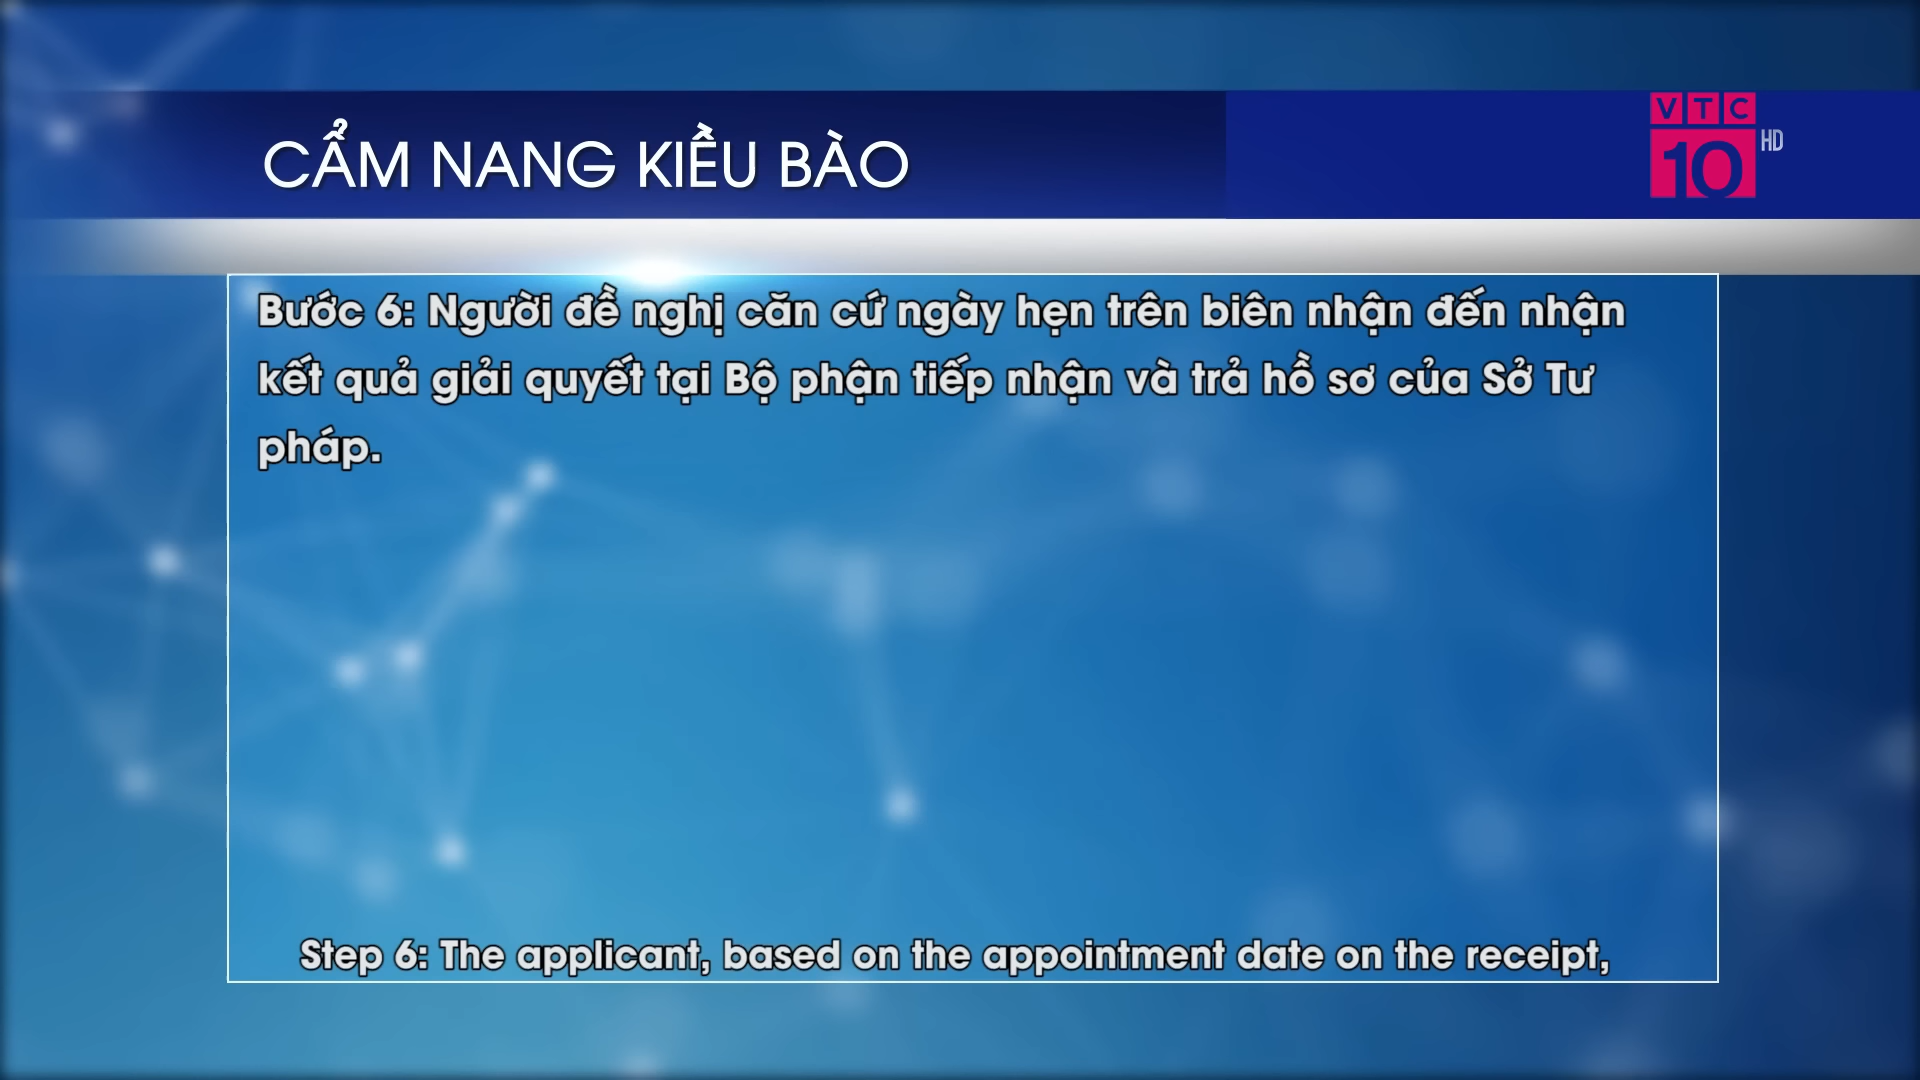 VTC
10 HD
CẨM NANG KIỀU BÀO
Bước 6: Người đề nghị căn cứ ngày hẹn trên biên nhận đến nhận
kết quả giải quyết tại Bộ phận tiếp nhận và trả hồ sơ của Sở Tư
pháp.
Step 6: The applicant, based on the appointment date on the receipt,